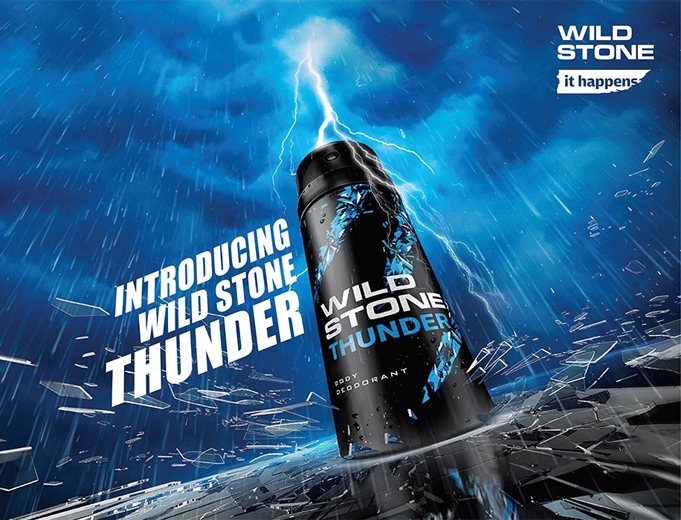 WILD
STONE
it happens
INTRODUCING
WILD STONE
THUNDER
WILD
STONE
THUNDER
BODY
DEODORANT